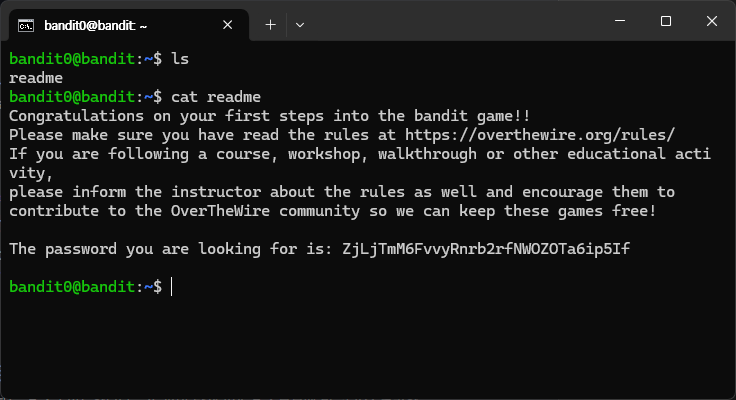 bandit0@bandit: ~
bandit0@bandit:~$ ls
readme
bandit0@bandit:~$ cat readme
Congratulations on your first steps into the bandit game!!
Please make sure you have read the rules at https://overthewire.org/rules/
If you are following a course, workshop, walkthrough or other educational acti
vity,
please inform the instructor about the rules as well and encourage them to
contribute to the OverTheWire community so we can keep these games free!
The password you are looking for is: ZjLjTmM6FvvyRnrb2rfNWOZOTa6ip5If
bandit0@bandit:~$